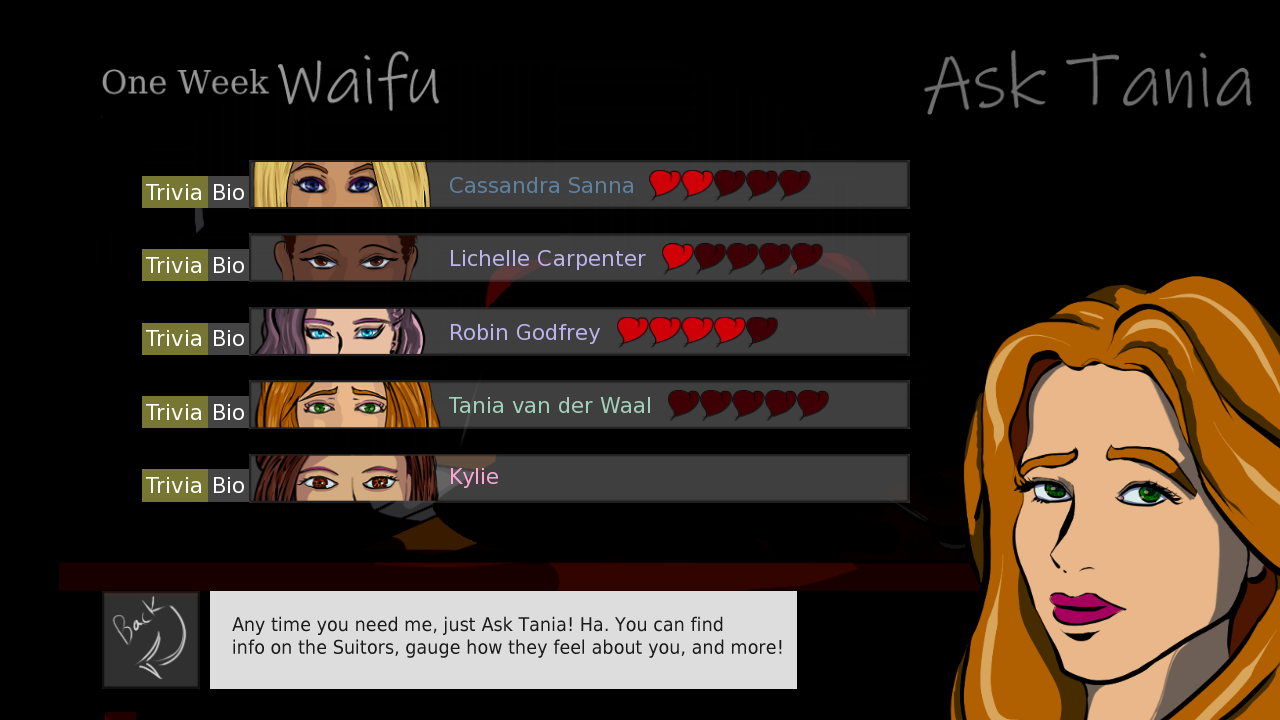 One Week Waifu
Ask Tania
Trivia Bio Cassandra Sanna
Trivia Bio Lichelle Carpenter
Trivia Bio Robin Godfrey
Trivia Bio Tania van der Waal
Trivia Bio Kylie
Back
Any time you need me, just Ask Tania! Ha. You can find
info on the Suitors, gauge how they feel about you, and more!